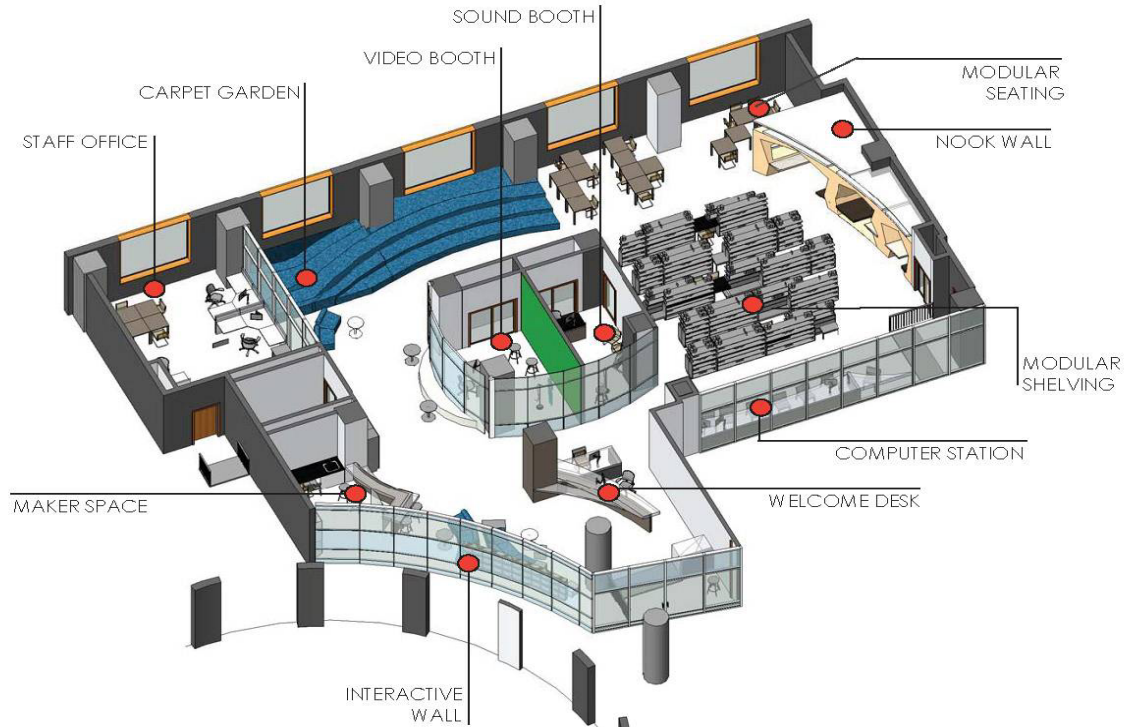 SOUND BOOTH
VIDEO BOOTH
CARPET GARDEN
STAFF OFFICE
MODULAR
SEATING
NOOK WALL
MODULAR
SHELVING
COMPUTER STATION
WELCOME DESK
MAKER SPACE
INTERACTIVE
WALL